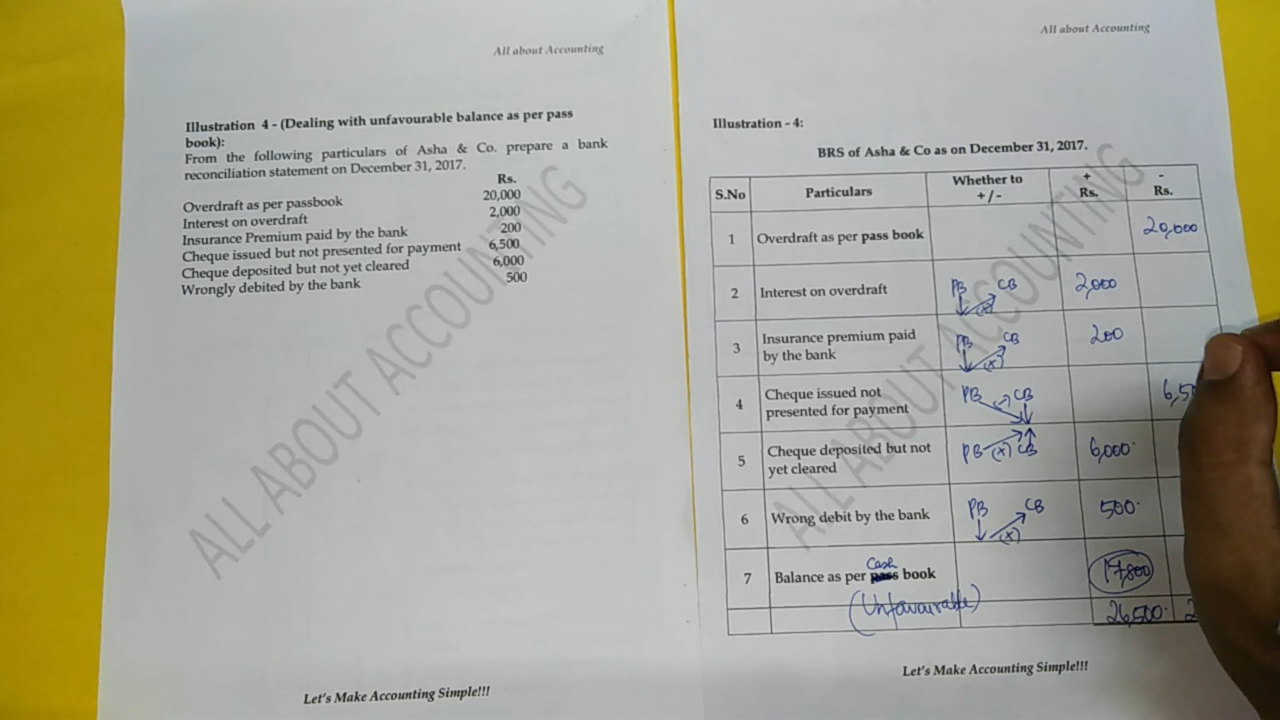 All about Accounting
Illustration 4 - (Dealing with unfavourable balance as per pass
book):
From the following particulars of Asha & Co. prepare a bank
reconciliation statement on December 31, 2017.
Rs.
Overdraft as per passbook 20,000
Interest on overdraft 2,000
Insurance Premium paid by the bank 200
Cheque issued but not presented for payment 6,500
Cheque deposited but not yet cleared 6,000
Wrongly debited by the bank 500
ALL ABOUT ACCOUNTING
Let's Make Accounting Simple!!!
All about Accounting
Illustration - 4:
BRS of Asha & Co as on December 31, 2017.
S.No Particulars Whether to + -
+/- Rs. Rs.
1 Overdraft as per pass book 20,000
2 Interest on overdraft PB CB (+) 2,000
3 Insurance premium paid PB CB (+) 200
by the bank
4 Cheque issued not PB (-) CB 6,5
presented for payment
5 Cheque deposited but not PB (+) CB 6,000
yet cleared
6 Wrong debit by the bank PB CB (+) 500
Cash
7 Balance as per pass book 17,800
(Unfavourable)
26,500 2
ALL ABOUT ACCOUNTING
Let's Make Accounting Simple!!!